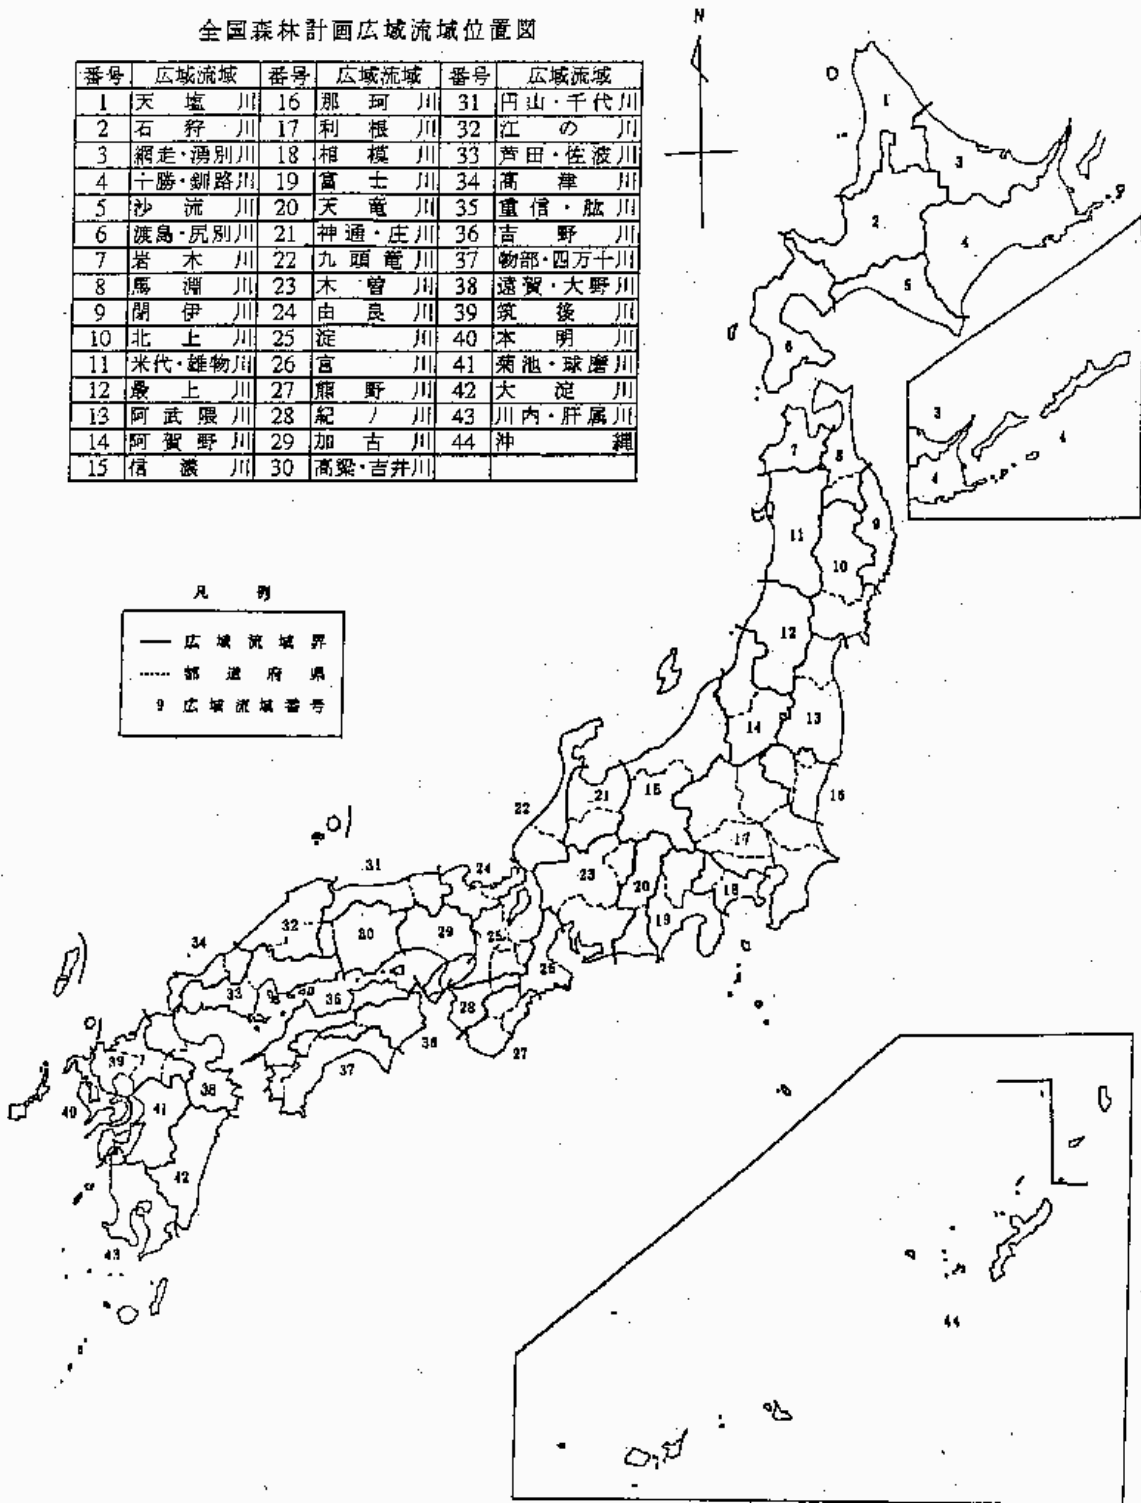 全国森林計画広域流域位置図
N
番号 広域流域 番号 広域流域 番号 広域流域
1 天塩川 16 那珂川 31 円山・千代川
2 石狩川 17 利根川 32 江の川
3 網走・湧別川 18 相模川 33 芦田・佐波川
4 十勝・釧路川 19 富士川 34 高津川
5 沙流川 20 天竜川 35 重信・肱川
6 渡島・尻別川 21 神通・庄川 36 吉野川
7 岩木川 22 九頭竜川 37 物部・四万十川
8 馬淵川 23 木曽川 38 遠賀・大野川
9 閉伊川 24 由良川 39 筑後川
10 北上川 25 淀川 40 本明川
11 米代・雄物川 26 宮川 41 菊池・球磨川
12 最上川 27 熊野川 42 大淀川
13 阿武隈川 28 紀ノ川 43 川内・肝属川
14 阿賀野川 29 加古川 44 沖縄
15 信濃川 30 高梁・吉井川
凡例
広域流域界
都道府県
9 広域流域番号
1
3
2
4
5
6
3
4
4
7
8
9
11
10
12
13
14
15
21
16
22
17
31
24
23
20
18
32
30
29
25
19
34
26
33
35
28
36
27
39
37
38
40
41
42
43
44